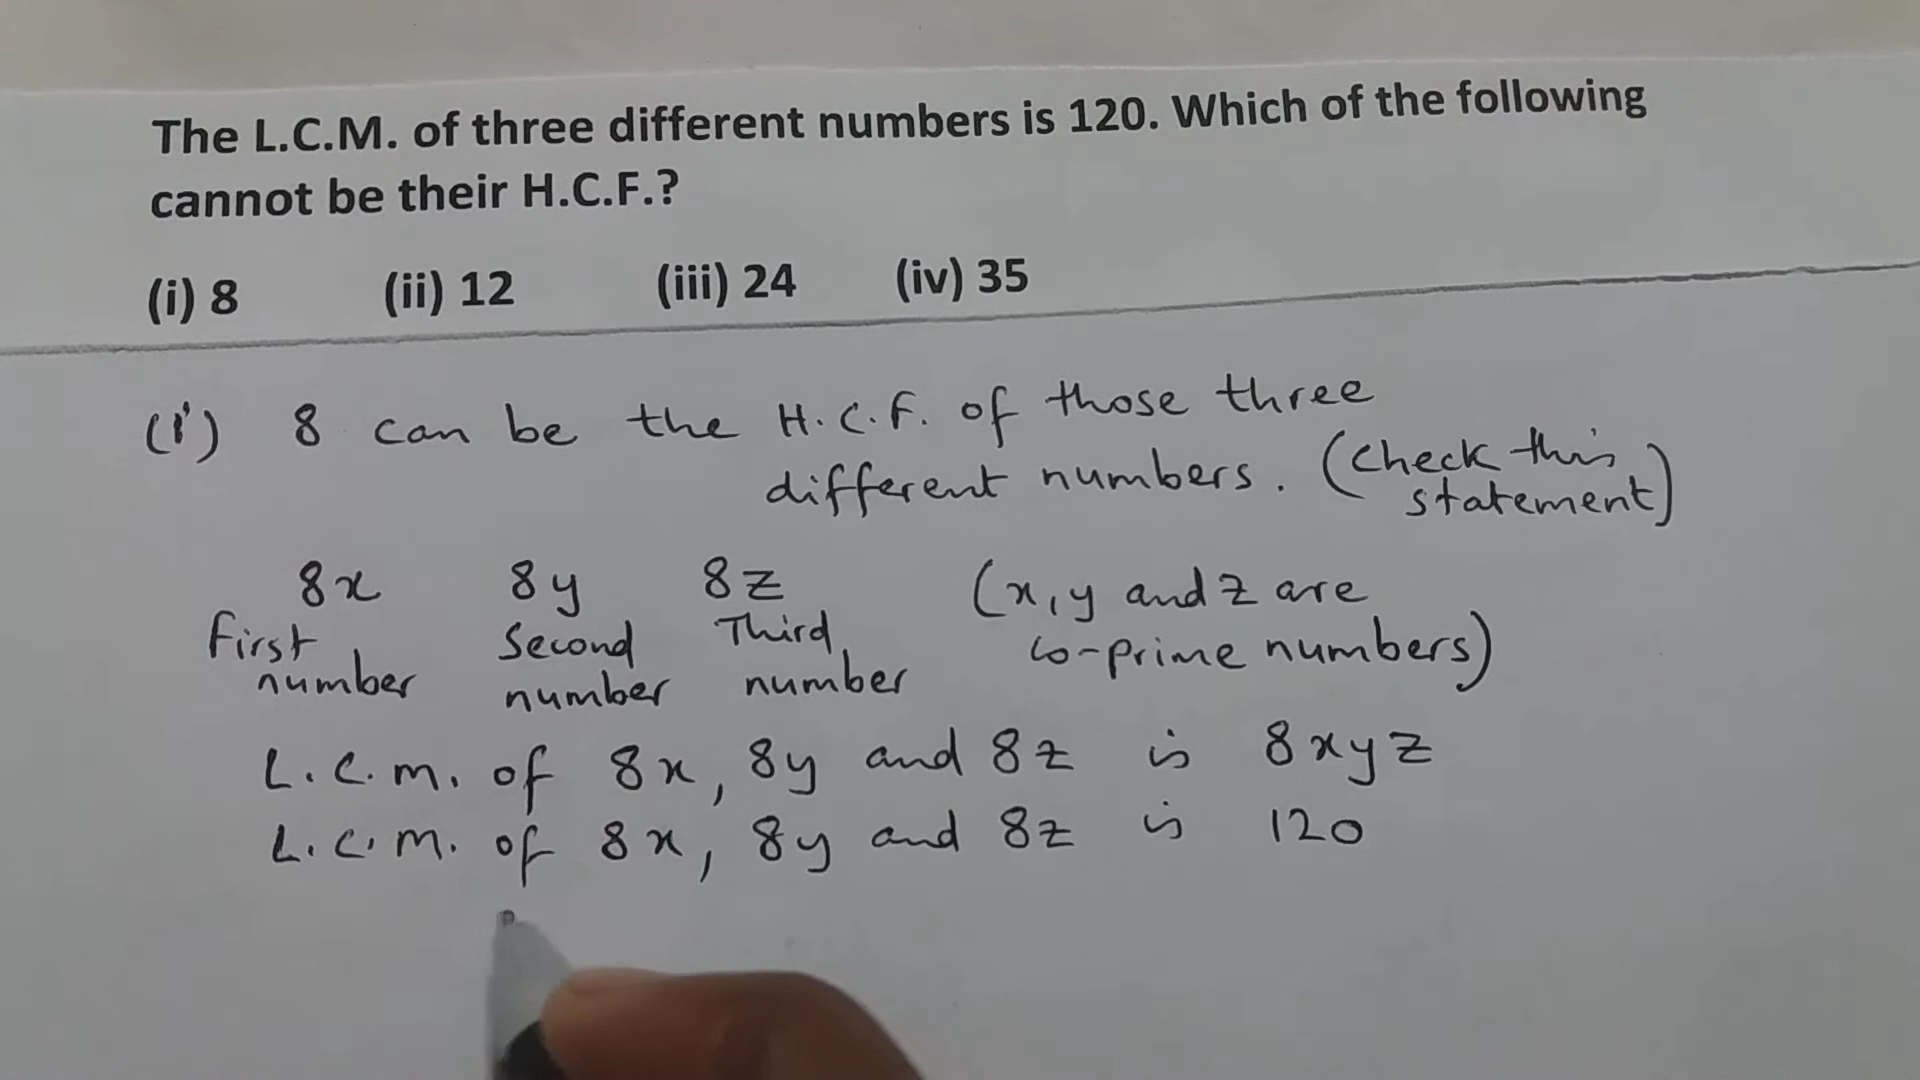 The L.C.M. of three different numbers is 120. Which of the following
cannot be their H.C.F.?
(i) 8 (ii) 12 (iii) 24 (iv) 35
(i) 8 can be the H.C.F. of those three
different numbers. (Check this
statement)
8x 8y 8z (x, y and z are
First Second Third co-prime numbers)
number number number
L.C.M. of 8x, 8y and 8z is 8xyz
L.C.M. of 8x, 8y and 8z is 120